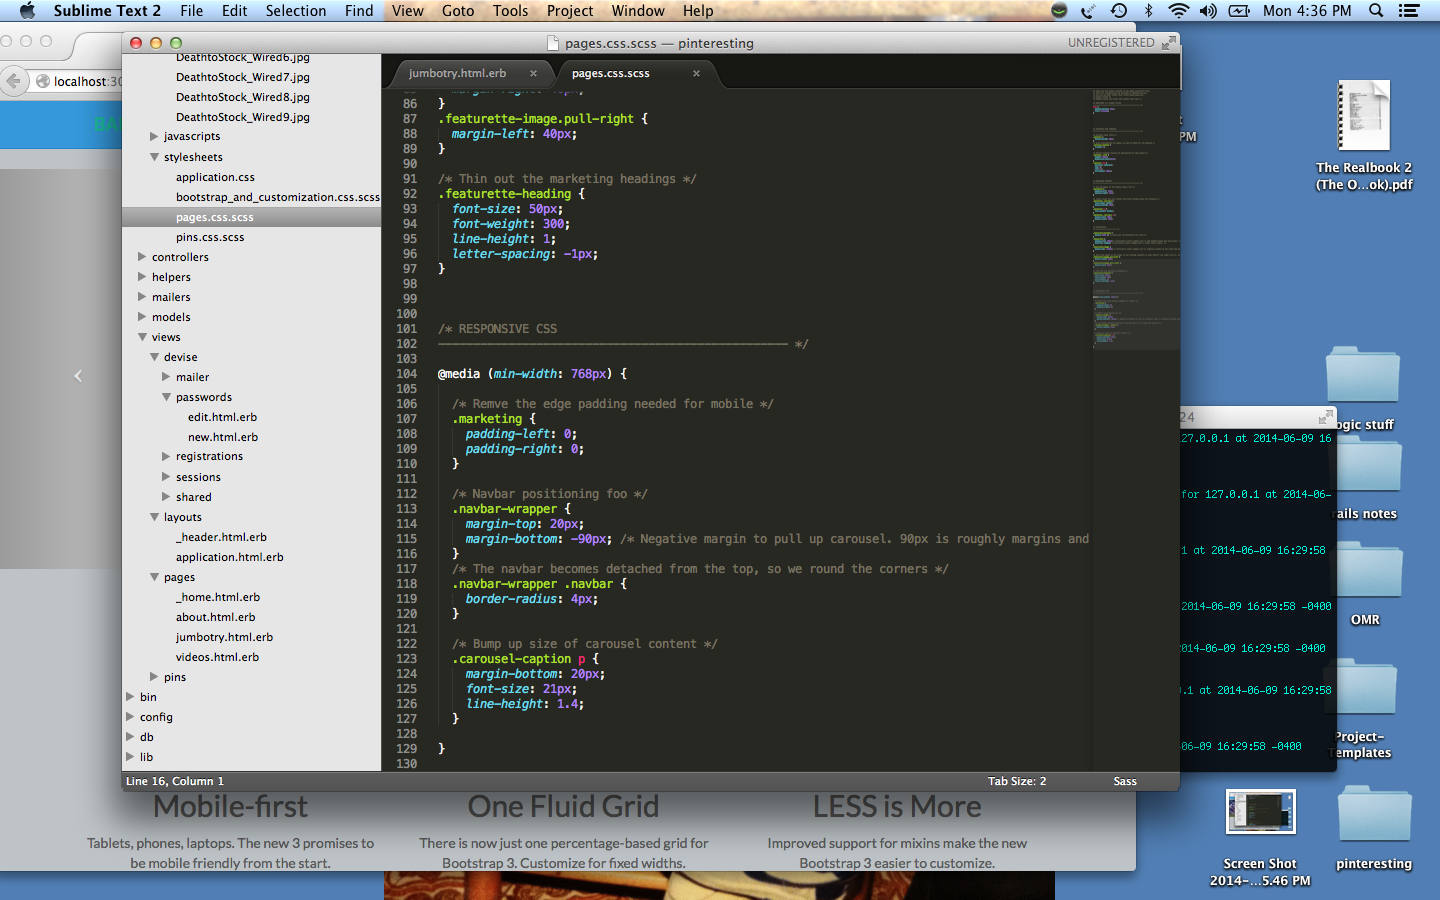 Sublime Text 2 File Edit Selection Find View Goto Tools Project Window Help Mon 4:36 PM
pages.css.scss — pinteresting UNREGISTERED
localhost:30
DeathtoStock_Wired6.jpg
DeathtoStock_Wired7.jpg
DeathtoStock_Wired8.jpg
DeathtoStock_Wired9.jpg
javascripts
stylesheets
application.css
bootstrap_and_customization.css.scss
pages.css.scss
pins.css.scss
controllers
helpers
mailers
models
views
devise
mailer
passwords
edit.html.erb
new.html.erb
registrations
sessions
shared
layouts
_header.html.erb
application.html.erb
pages
_home.html.erb
about.html.erb
jumbotry.html.erb
videos.html.erb
pins
bin
config
db
lib
jumbotry.html.erb × pages.css.scss ×
86 }
87 .featurette-image.pull-right {
88 margin-left: 40px;
89 }
90
91 /* Thin out the marketing headings */
92 .featurette-heading {
93 font-size: 50px;
94 font-weight: 300;
95 line-height: 1;
96 letter-spacing: -1px;
97 }
98
99
100
101 /* RESPONSIVE CSS
102 -------------------------------------------------- */
103
104 @media (min-width: 768px) {
105
106 /* Remve the edge padding needed for mobile */
107 .marketing {
108 padding-left: 0;
109 padding-right: 0;
110 }
111
112 /* Navbar positioning foo */
113 .navbar-wrapper {
114 margin-top: 20px;
115 margin-bottom: -90px; /* Negative margin to pull up carousel. 90px is roughly margins and
116 }
117 /* The navbar becomes detached from the top, so we round the corners */
118 .navbar-wrapper .navbar {
119 border-radius: 4px;
120 }
121
122 /* Bump up size of carousel content */
123 .carousel-caption p {
124 margin-bottom: 20px;
125 font-size: 21px;
126 line-height: 1.4;
127 }
128
129 }
130
Line 16, Column 1 Tab Size: 2 Sass
Mobile-first
Tablets, phones, laptops. The new 3 promises to
be mobile friendly from the start.
One Fluid Grid
There is now just one percentage-based grid for
Bootstrap 3. Customize for fixed widths.
LESS is More
Improved support for mixins make the new
Bootstrap 3 easier to customize.
24
127.0.0.1 at 2014-06-09 16
for 127.0.0.1 at 2014-06-
1 at 2014-06-09 16:29:58
2014-06-09 16:29:58 -0400
014-06-09 16:29:58 -0400
0.1 at 2014-06-09 16:29:58
06-09 16:29:58 -0400
PM
The Realbook 2
(The O...ok).pdf
ogic stuff
rails notes
OMR
Project-
Templates
Screen Shot
2014-...5.46 PM
pinteresting